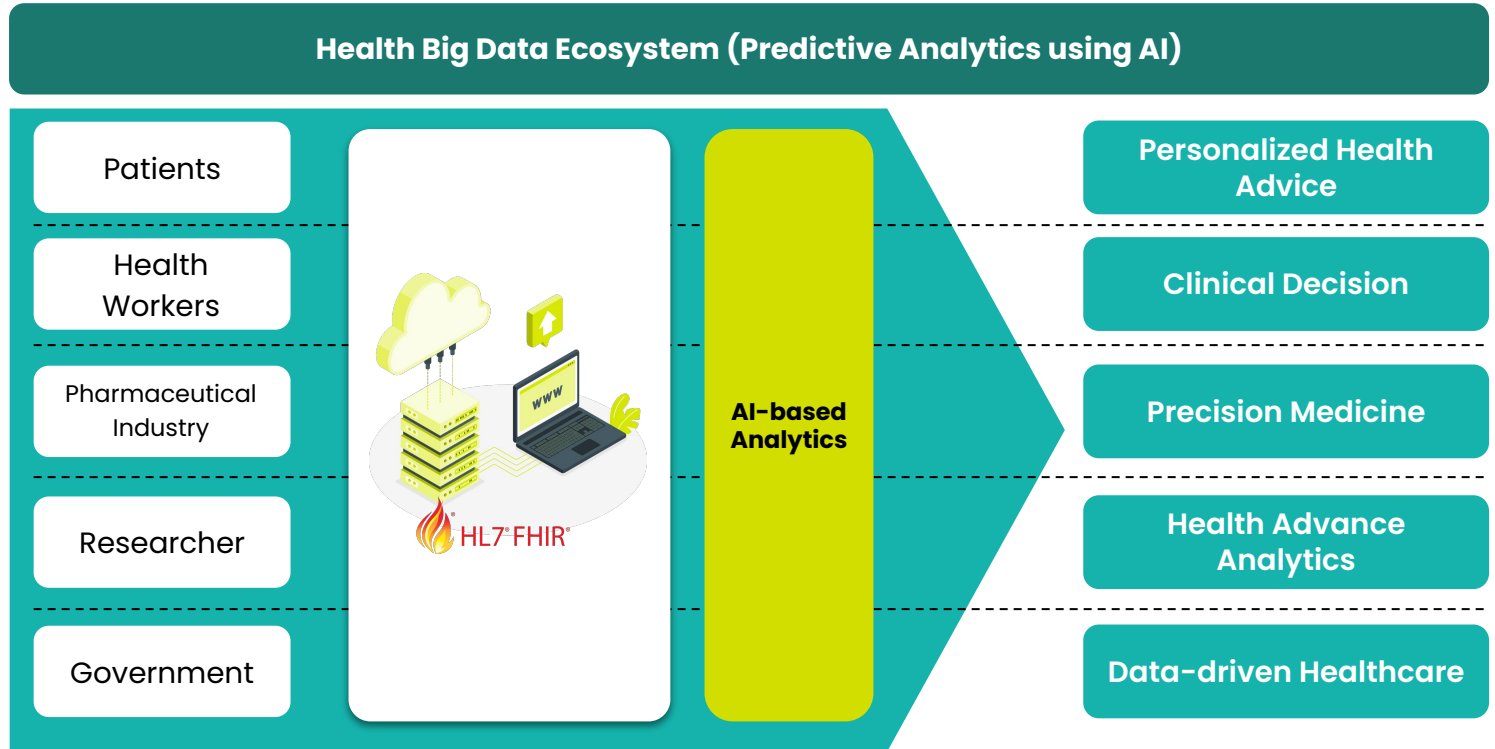 Health Big Data Ecosystem (Predictive Analytics using AI)
Patients
Personalized Health
Advice
Health
Workers
Clinical Decision
WWW
Pharmaceutical
Industry
AI-based
Analytics
Precision Medicine
Researcher
HL7® FHIR®
Health Advance
Analytics
Government
Data-driven Healthcare